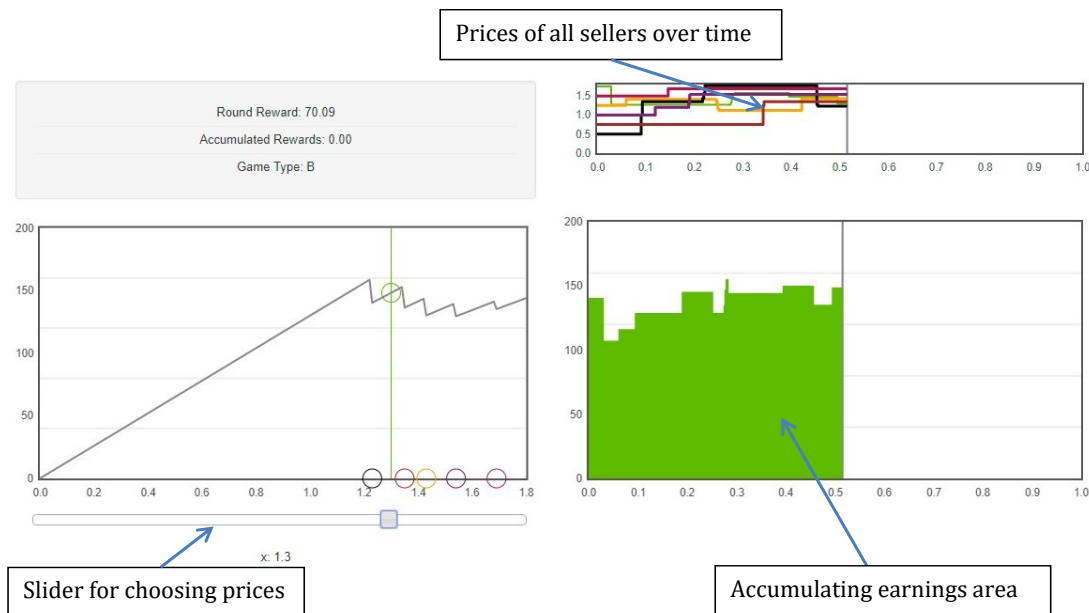 Prices of all sellers over time
Round Reward: 70.09
Accumulated Rewards: 0.00
Game Type: B
1.5
1.0
0.5
0.0
0.0 0.1 0.2 0.3 0.4 0.5 0.6 0.7 0.8 0.9 1.0
200
150
100
50
0
0.0 0.2 0.4 0.6 0.8 1.0 1.2 1.4 1.6 1.8
x: 1.3
Slider for choosing prices
200
150
100
50
0
0.0 0.1 0.2 0.3 0.4 0.5 0.6 0.7 0.8 0.9 1.0
Accumulating earnings area